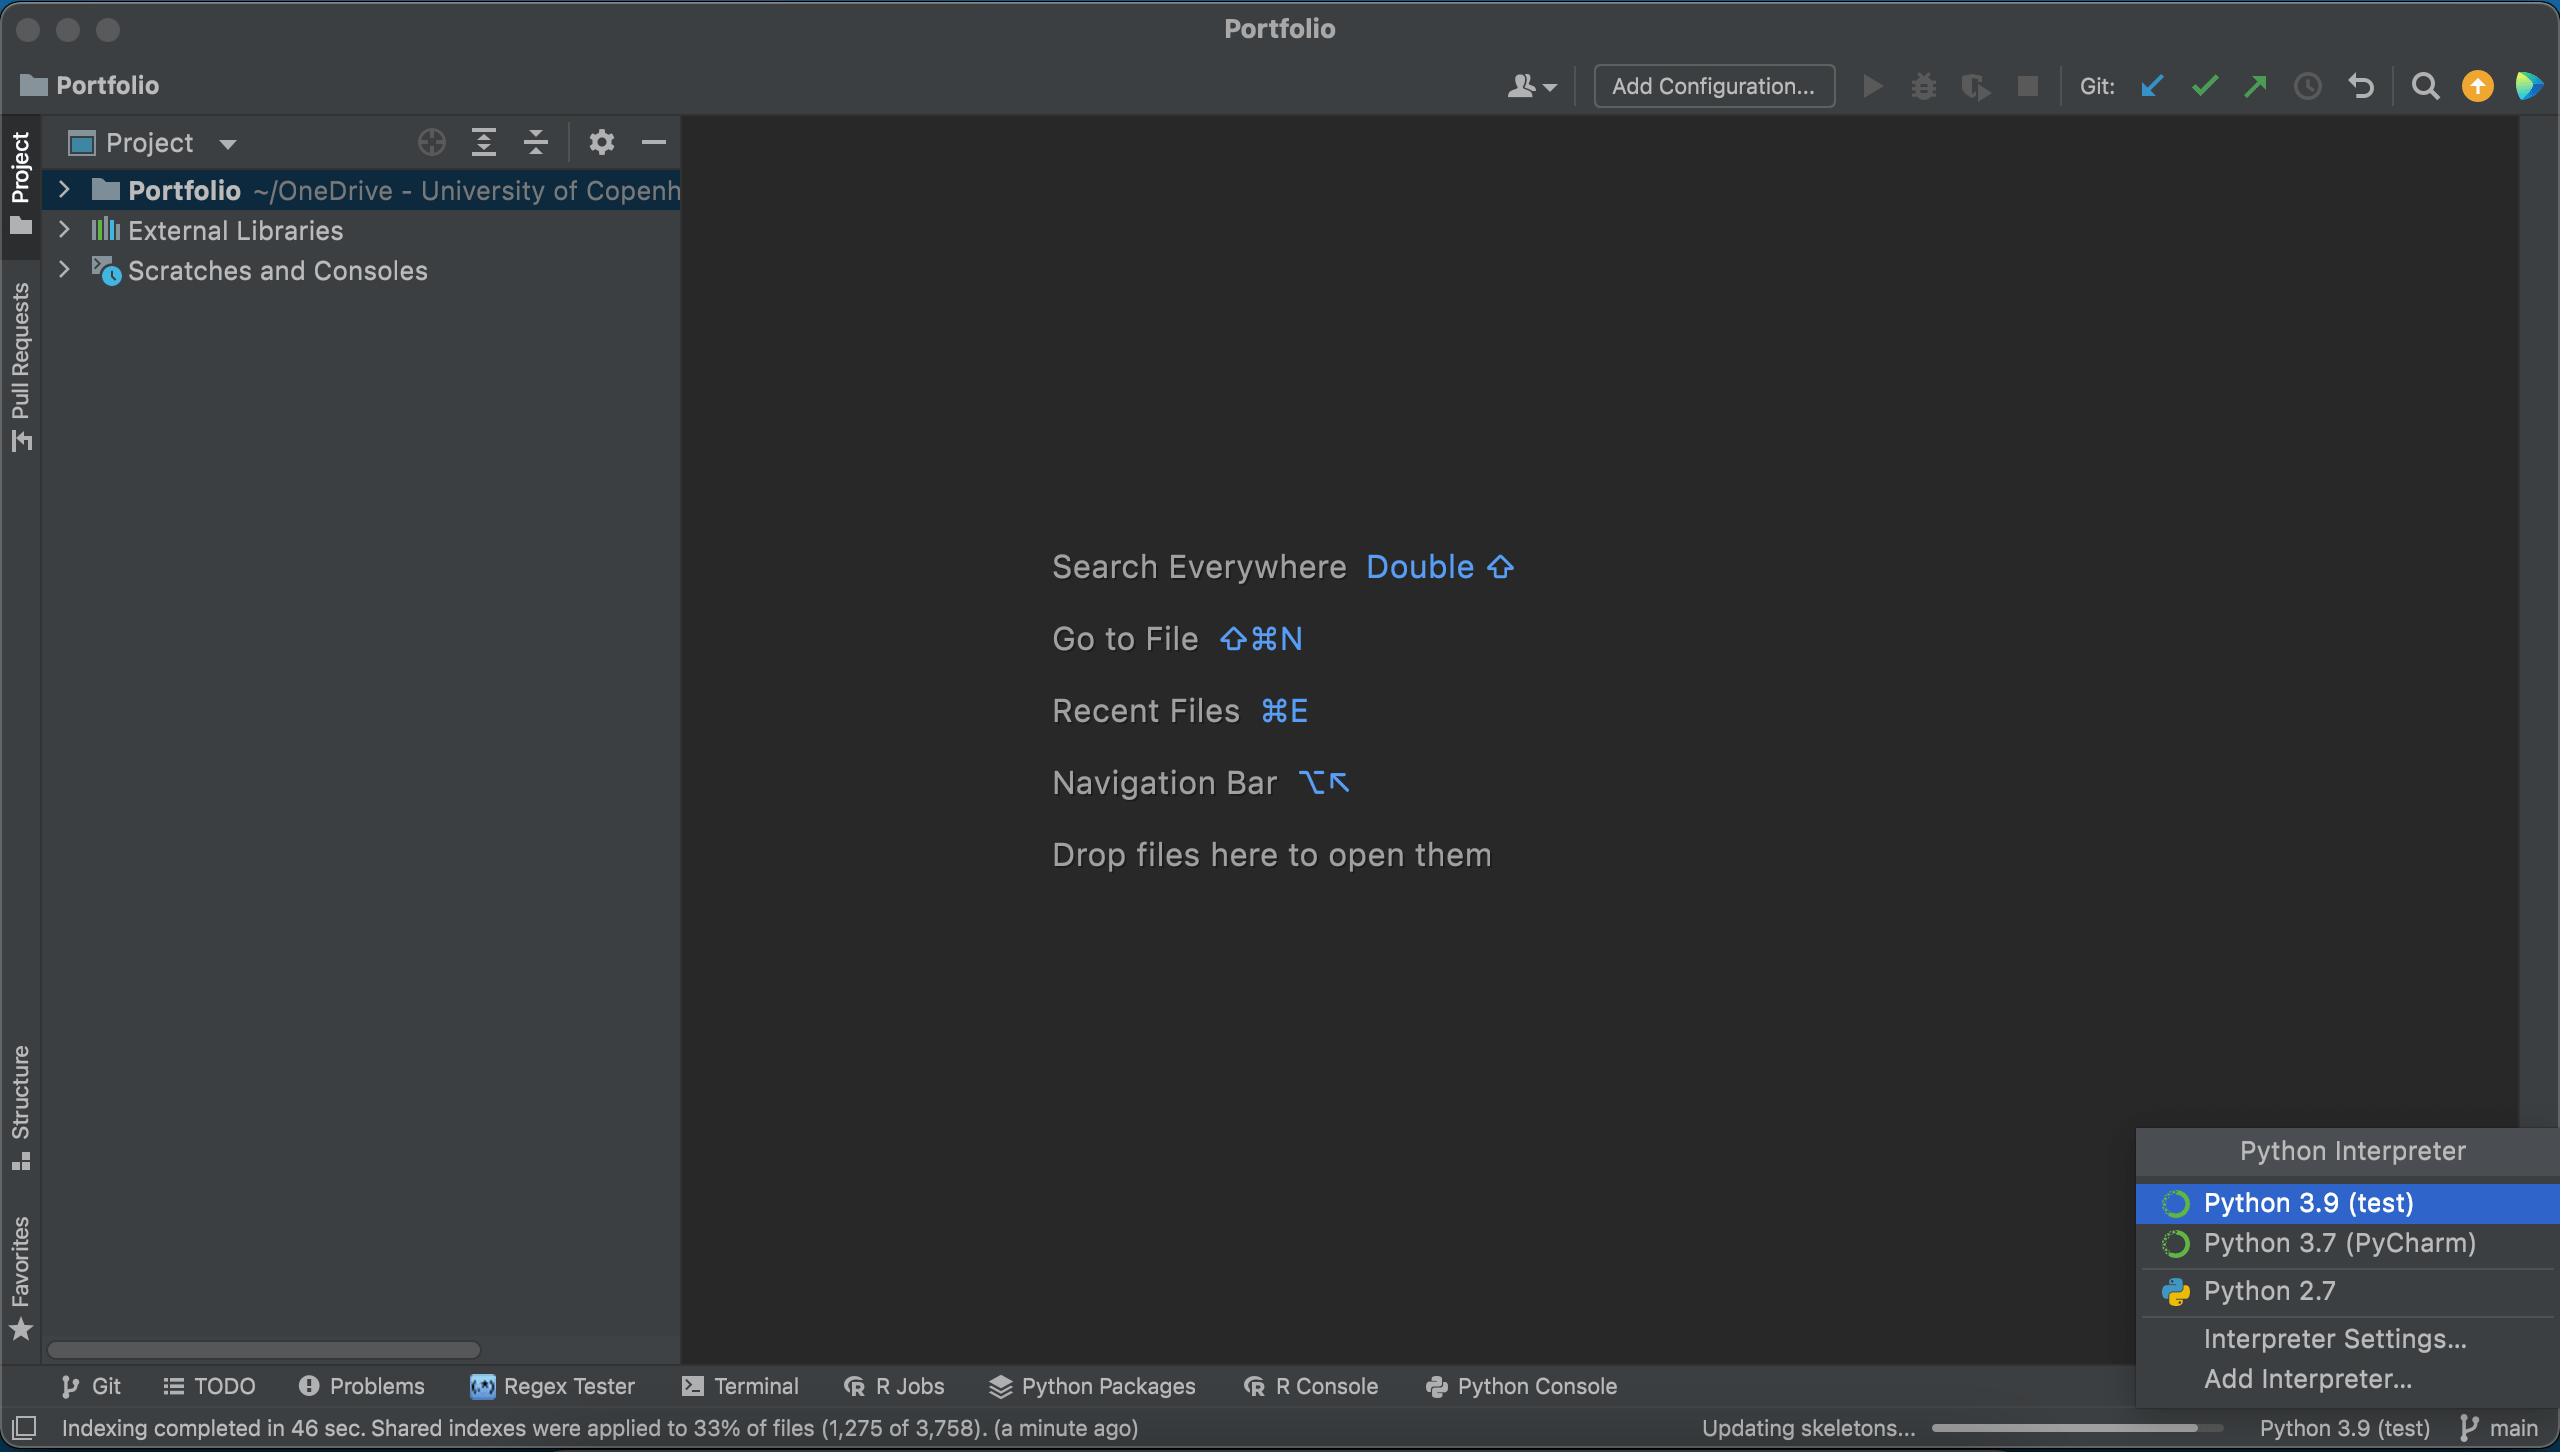 Portfolio
Portfolio
Add Configuration...
Git:
Project
Project
Portfolio ~/OneDrive - University of Copenh
External Libraries
Scratches and Consoles
Pull Requests
Search Everywhere Double ⇧
Go to File ⇧⌘N
Recent Files ⌘E
Navigation Bar ⌥↖
Drop files here to open them
Structure
Favorites
Python Interpreter
Python 3.9 (test)
Python 3.7 (PyCharm)
Python 2.7
Interpreter Settings...
Add Interpreter...
Git TODO Problems Regex Tester Terminal R Jobs Python Packages R Console Python Console
Indexing completed in 46 sec. Shared indexes were applied to 33% of files (1,275 of 3,758). (a minute ago) Updating skeletons... Python 3.9 (test) main